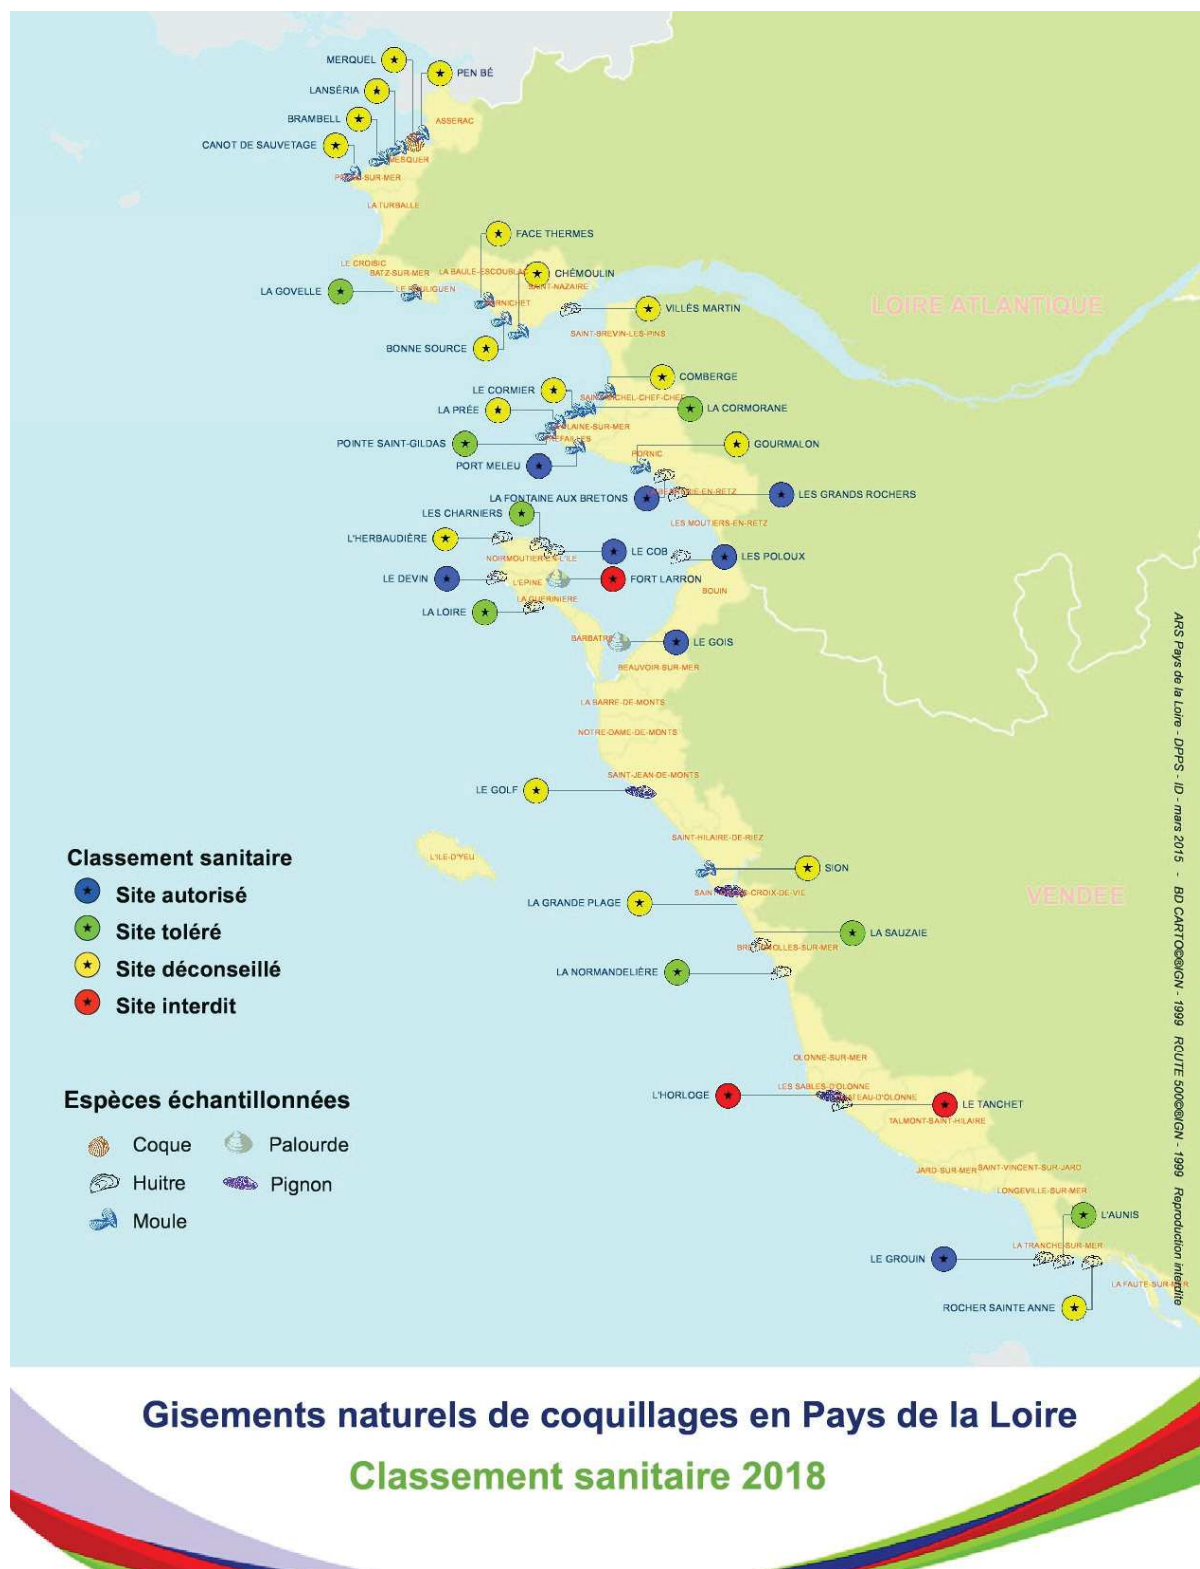 MERQUEL
PEN BÉ
LANSÉRIA
BRAMBELL
ASSERAC
CANOT DE SAUVETAGE
MESQUER
SUR-MER
LA TURBALLE
FACE THERMES
LE CROISIC
BATZ-SUR-MER
CHÉMOULIN
SAINT-NAZAIRE
LA GOVELLE
VILLÈS MARTIN
LOIRE ATLANTIQUE
SAINT-BREVIN-LES-PINS
BONNE SOURCE
COMBERGE
LE CORMIER
LA PRÉE
LA CORMORANE
POINTE SAINT-GILDAS
GOURMALON
PORNIC
PORT MELEU
LA FONTAINE AUX BRETONS
LES GRANDS ROCHERS
LES CHARNIERS
LES MOUTIERS-EN-RETZ
L'HERBAUDIÈRE
LE COB
LES POLOUX
NOIRMOUTIER-EN-L'ILE
LE DEVIN
L'EPINE
FORT LARRON
BOUIN
LA GUERINIERE
LA LOIRE
BARBATRE
LE GOIS
BEAUVOIR-SUR-MER
LA BARRE-DE-MONTS
NOTRE-DAME-DE-MONTS
SAINT-JEAN-DE-MONTS
LE GOLF
SAINT-HILAIRE-DE-RIEZ
L'ILE-D'YEU
SION
VENDEE
LA GRANDE PLAGE
LA SAUZAIE
LA NORMANDELIÈRE
OLONNE-SUR-MER
LES SABLES-D'OLONNE
L'HORLOGE
LE TANCHET
TALMONT-SAINT-HILAIRE
JARD-SUR-MER
SAINT-VINCENT-SUR-JARD
LONGEVILLE-SUR-MER
L'AUNIS
LA TRANCHE-SUR-MER
LE GROUIN
LA FAUTE-SUR-MER
ROCHER SAINTE ANNE
Classement sanitaire
Site autorisé
Site toléré
Site déconseillé
Site interdit
Espèces échantillonnées
Coque
Palourde
Huitre
Pignon
Moule
ARS Pays de la Loire - DPPS - ID - mars 2015 - BD CARTO©®IGN - 1999 ROUTE 500©®IGN - 1999 Reproduction interdite
Gisements naturels de coquillages en Pays de la Loire
Classement sanitaire 2018